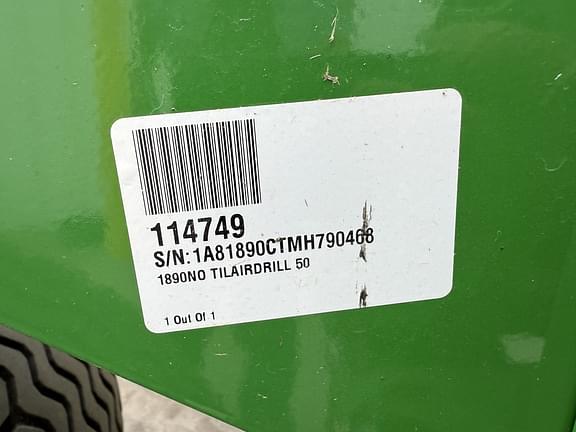 114749
S/N:1A81890CTMH790468
1890NO TILAIRDRILL 50
1 Out Of 1